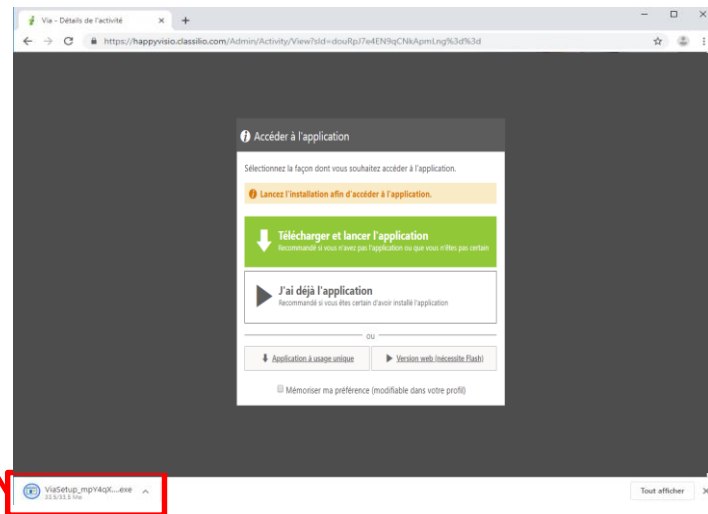 Via - Détails de l'activité
https://happyvisio.classilio.com/Admin/Activity/View?sId=douRpJ7e4EN9qCNkApmLng%3d%3d
Accéder à l'application
Sélectionnez la façon dont vous souhaitez accéder à l'application.
Lancez l'installation afin d'accéder à l'application.
Télécharger et lancer l'application
Recommandé si vous n'avez pas l'application ou que vous n'êtes pas certain
J'ai déjà l'application
Recommandé si vous êtes certain d'avoir installé l'application
ou
Application à usage unique
Version web (nécessite Flash)
Mémoriser ma préférence (modifiable dans votre profil)
ViaSetup_mpY4qX....exe
Tout afficher